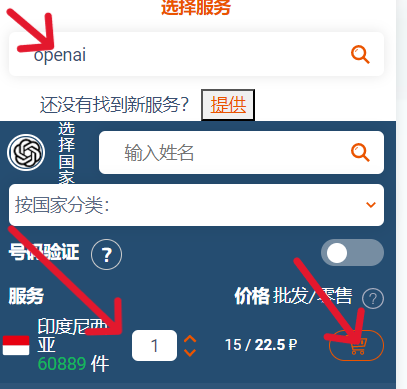 选择服务
openai
还没有找到新服务? 提供
选择国家
输入姓名
按国家分类:
号码验证 ?
服务 价格 批发/零售 ?
印度尼西亚
60889 件
1
15 / 22.5 ₽